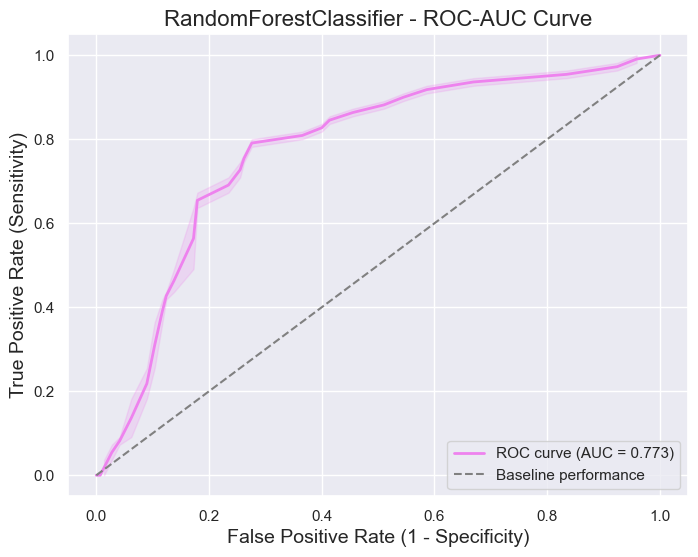 RandomForestClassifier - ROC-AUC Curve
True Positive Rate (Sensitivity)
1.0
0.8
0.6
0.4
0.2
0.0
ROC curve (AUC = 0.773)
Baseline performance
0.0 0.2 0.4 0.6 0.8 1.0
False Positive Rate (1 - Specificity)